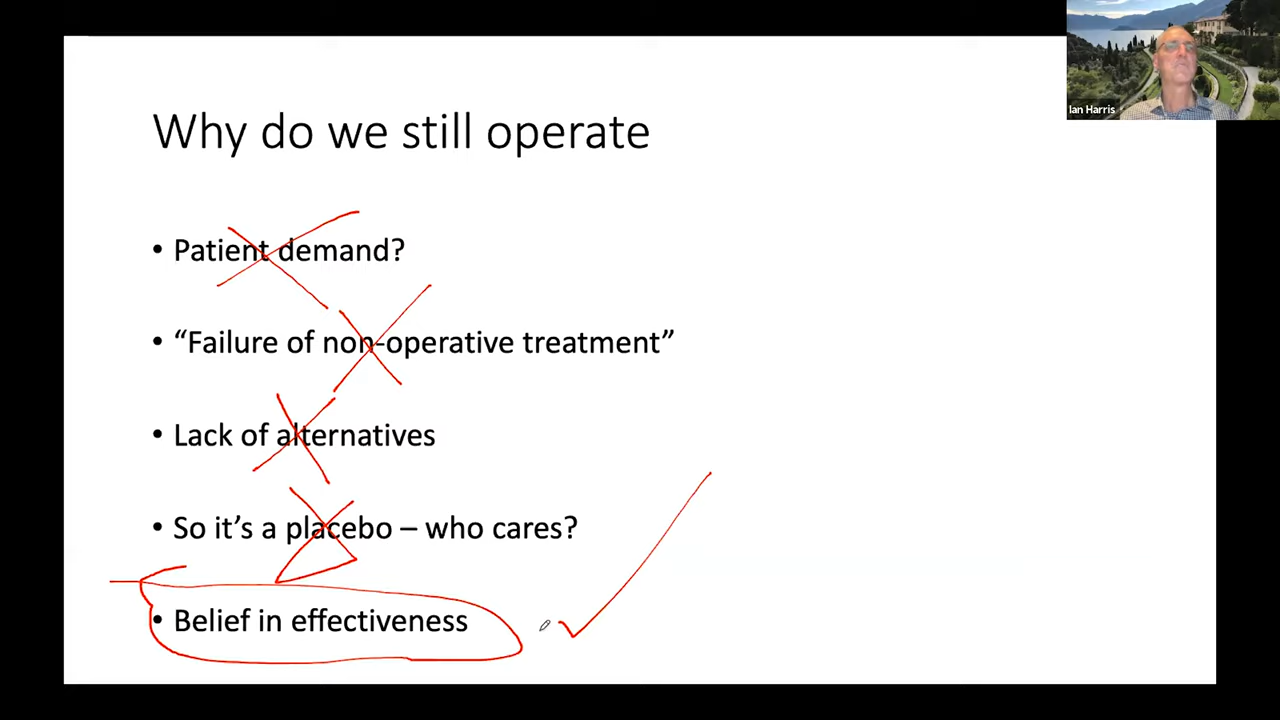 Ian Harris
Why do we still operate
• Patient demand?
• “Failure of non-operative treatment”
• Lack of alternatives
• So it’s a placebo – who cares?
• Belief in effectiveness